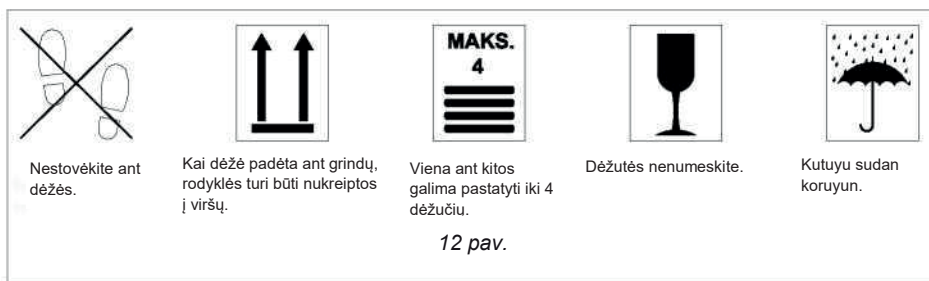 MAKS.
4
Nestovėkite ant
dėžės.
Kai dėžė padėta ant grindų,
rodyklės turi būti nukreiptos
į viršų.
Viena ant kitos
galima pastatyti iki 4
dėžučių.
Dėžutės nenumeskite.
Kutuyu sudan
koruyun.
12 pav.